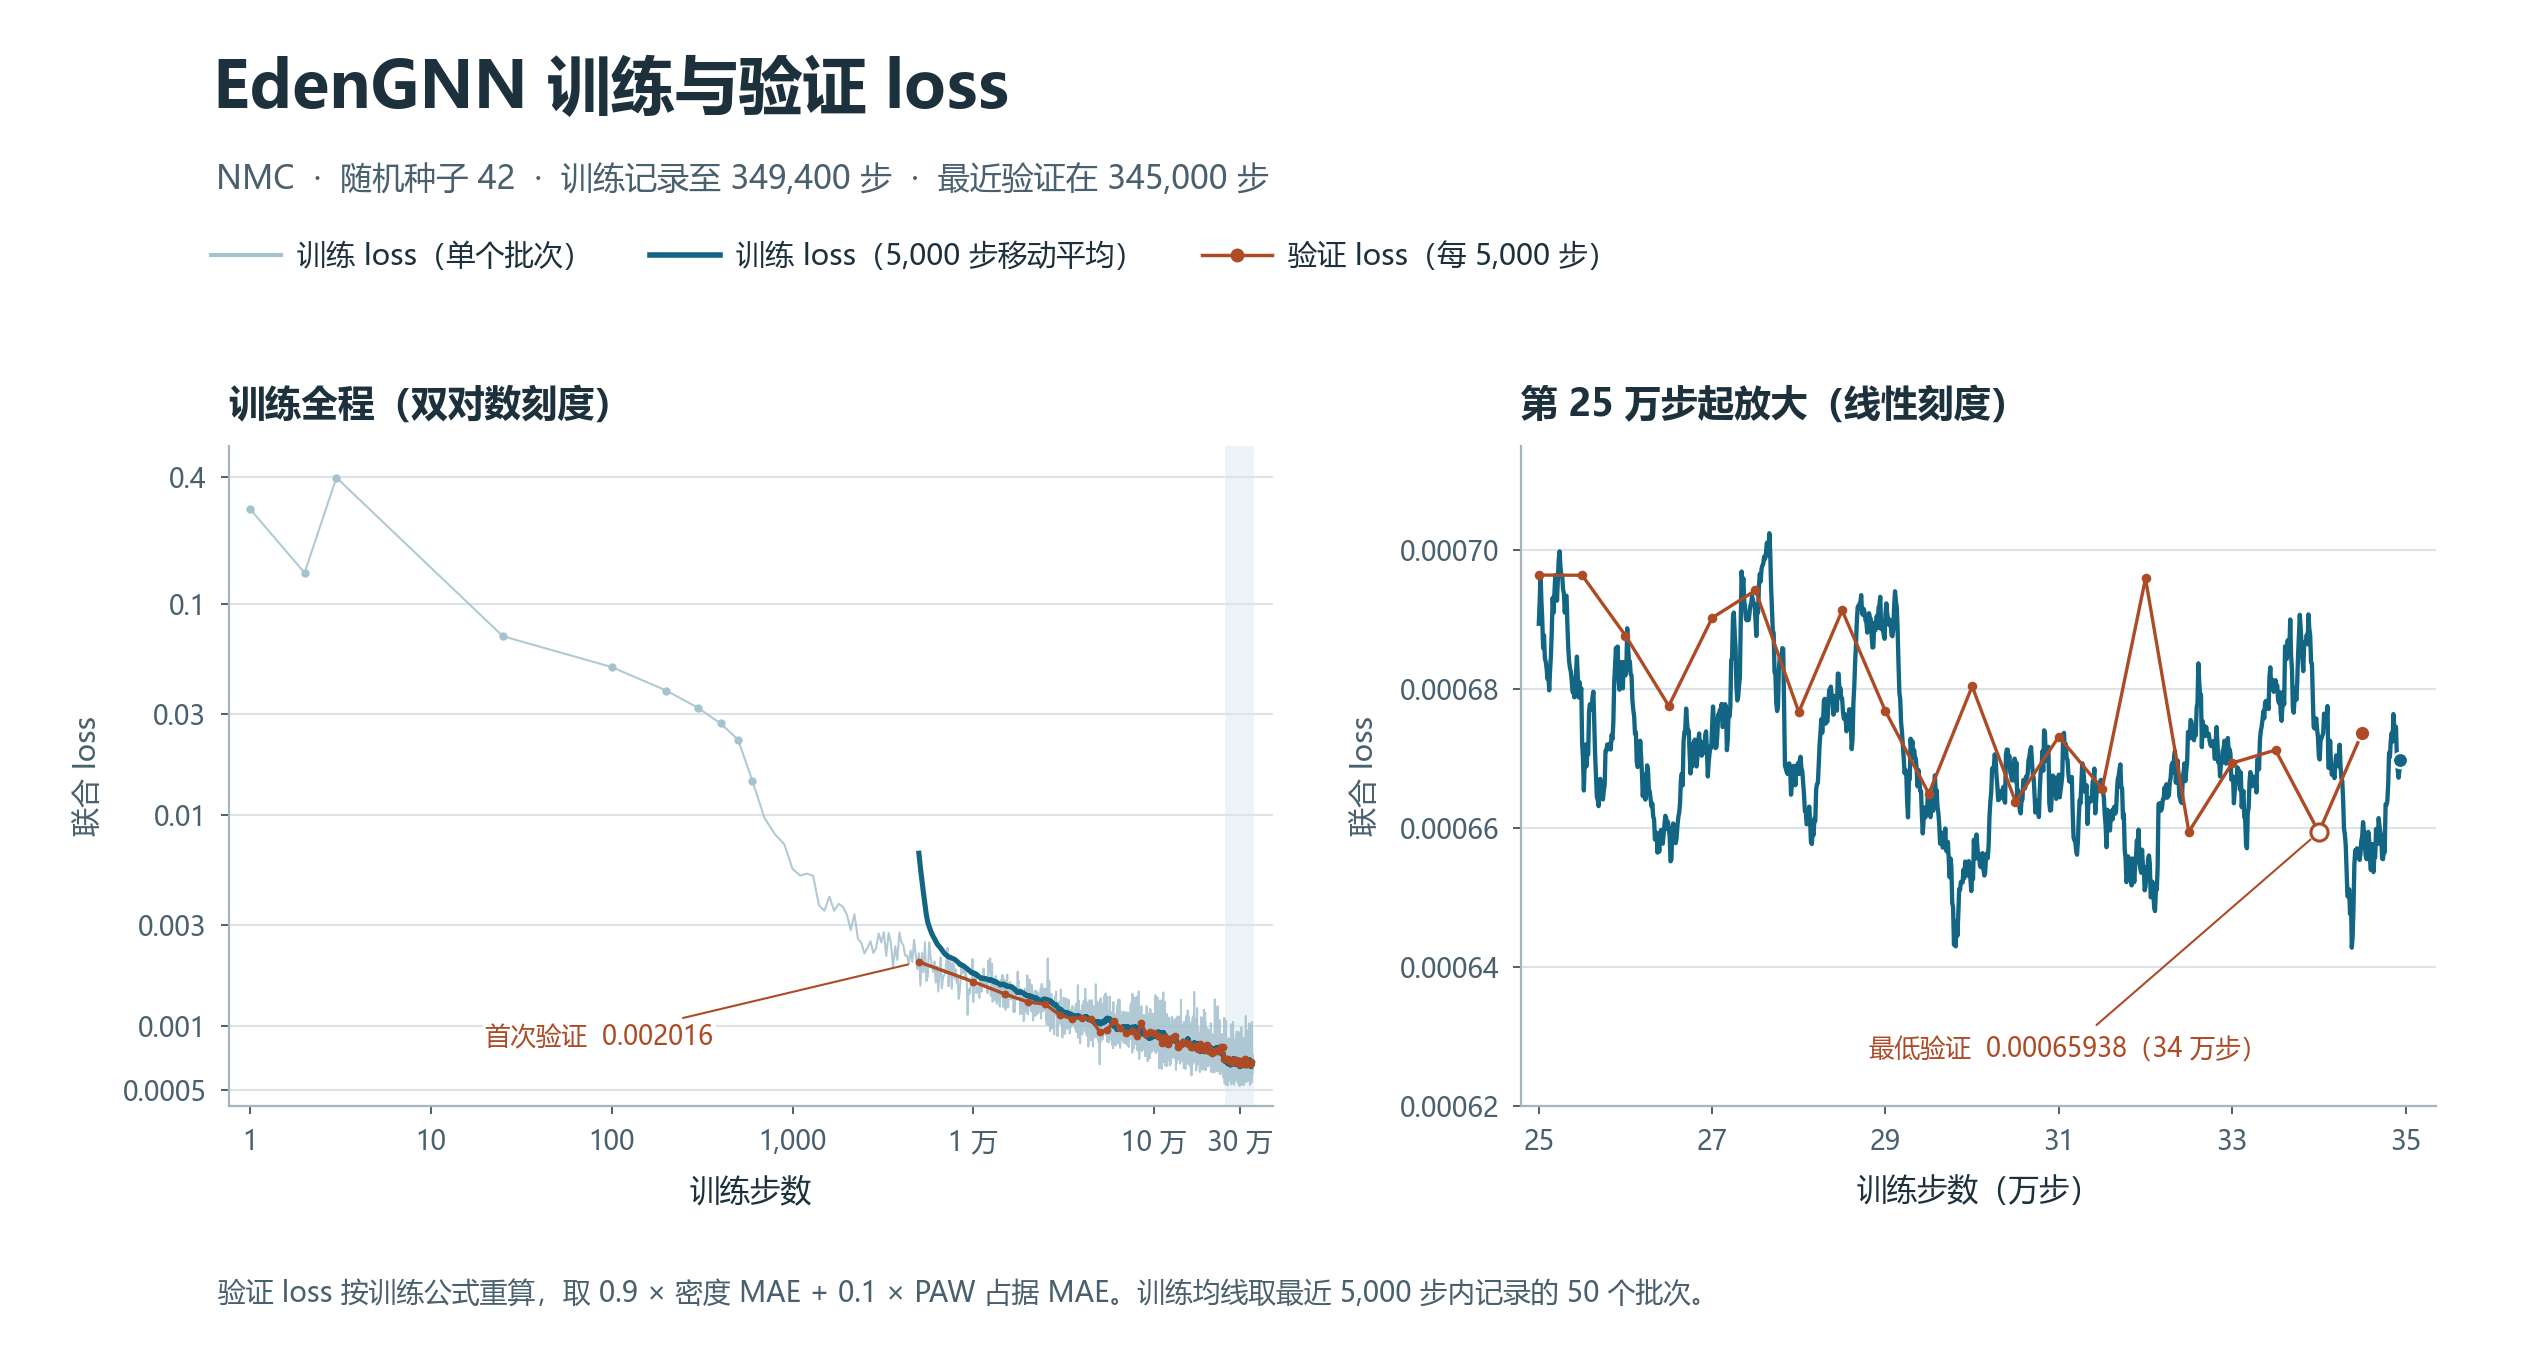 EdenGNN 训练与验证 loss
NMC · 随机种子 42 · 训练记录至 349,400 步 · 最近验证在 345,000 步
训练 loss（单个批次） 训练 loss（5,000 步移动平均） 验证 loss（每 5,000 步）
训练全程（双对数刻度）
0.4
0.1
0.03
0.01
0.003
0.001
0.0005
联合 loss
首次验证 0.002016
1 10 100 1,000 1 万 10 万 30 万
训练步数
第 25 万步起放大（线性刻度）
0.00070
0.00068
0.00066
0.00064
0.00062
联合 loss
最低验证 0.00065938（34 万步）
25 27 29 31 33 35
训练步数（万步）
验证 loss 按训练公式重算，取 0.9 × 密度 MAE + 0.1 × PAW 占据 MAE。训练均线取最近 5,000 步内记录的 50 个批次。